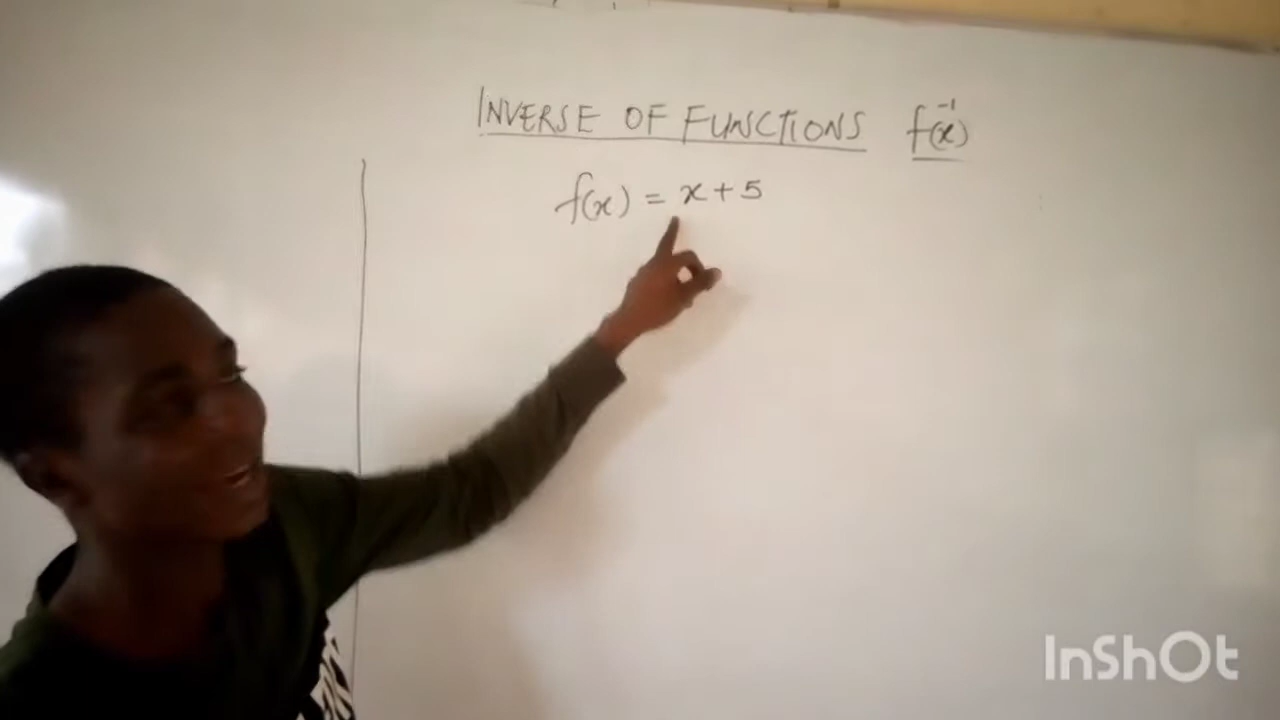 INVERSE OF FUNCTIONS f(x)⁻¹
f(x) = x + 5
InShOt